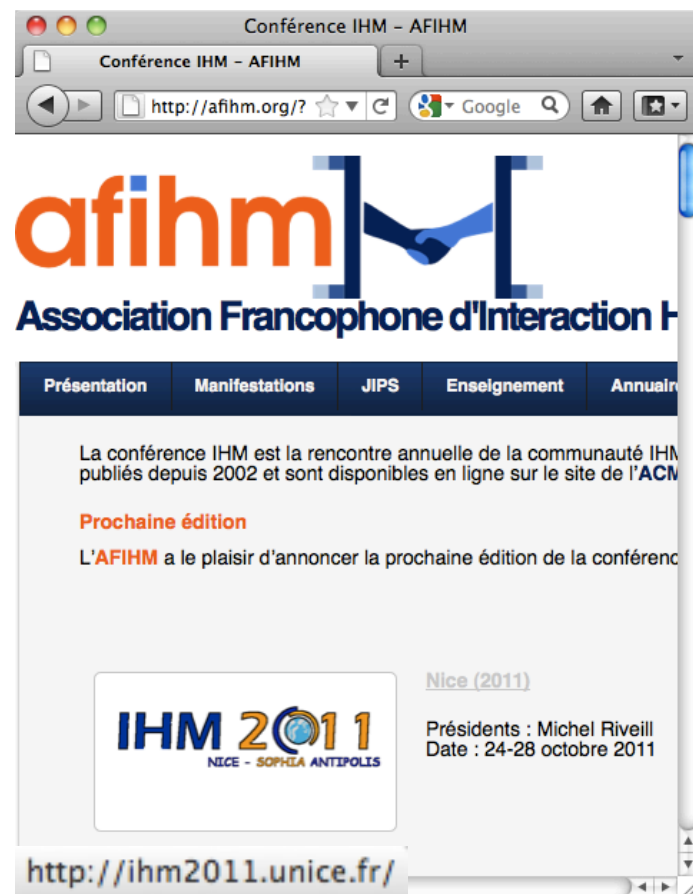 Conférence IHM – AFIHM
Conférence IHM – AFIHM
http://afihm.org/? Google
afihm
Association Francophone d'Interaction H
Présentation Manifestations JIPS Enseignement Annuaire
La conférence IHM est la rencontre annuelle de la communauté IHM
publiés depuis 2002 et sont disponibles en ligne sur le site de l'ACM
Prochaine édition
L'AFIHM a le plaisir d'annoncer la prochaine édition de la conférenc
Nice (2011)
IHM 2011
NICE - SOPHIA ANTIPOLIS
Présidents : Michel Riveill
Date : 24-28 octobre 2011
http://ihm2011.unice.fr/